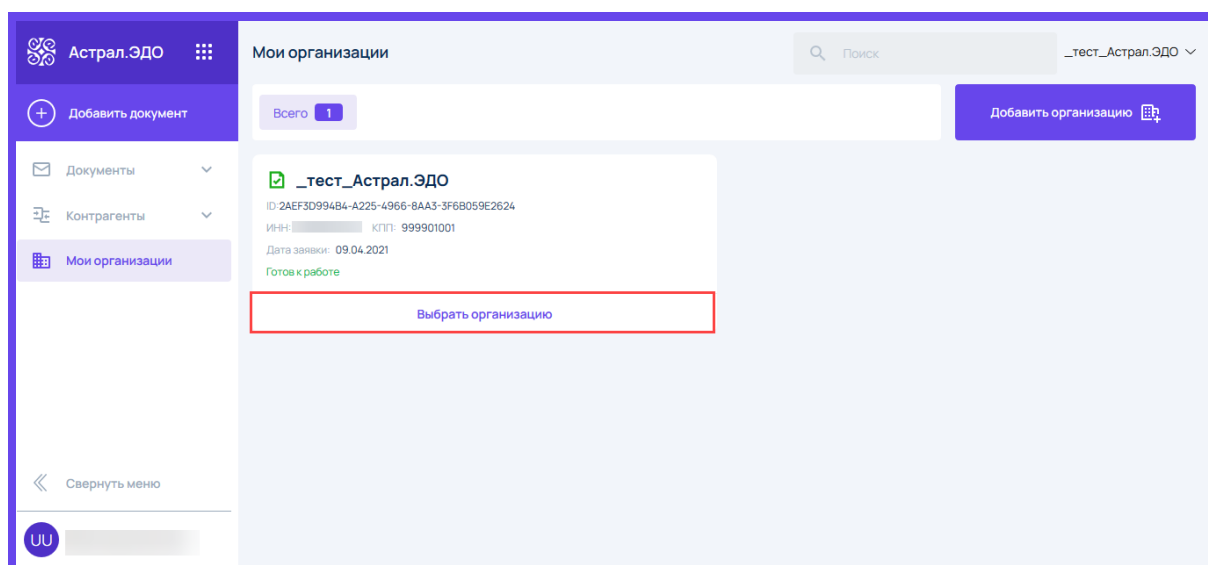 Астрал.ЭДО
Мои организации
Поиск
_тест_Астрал.ЭДО
Добавить документ
Всего 1
Добавить организацию
Документы
Контрагенты
Мои организации
_тест_Астрал.ЭДО
ID:2AEF3D994B4-A225-4966-8AA3-3F6B059E2624
ИНН: КПП: 999901001
Дата заявки: 09.04.2021
Готов к работе
Выбрать организацию
Свернуть меню
UU